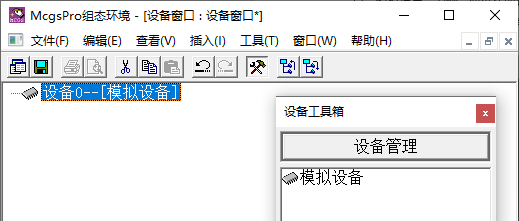 McgsPro组态环境 - [设备窗口 : 设备窗口*]
文件(F) 编辑(E) 查看(V) 插入(I) 工具(T) 窗口(W) 帮助(H)
设备0--[模拟设备]
设备工具箱
设备管理
模拟设备